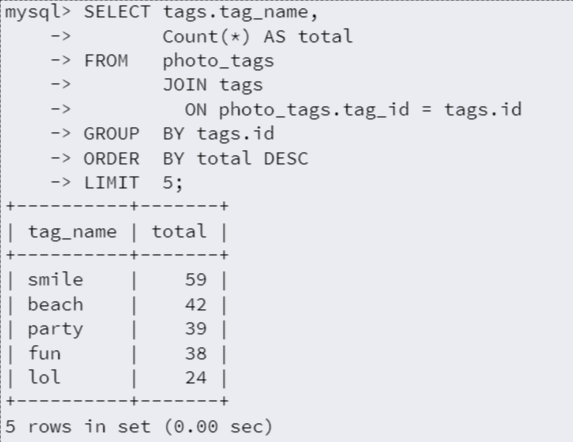 mysql> SELECT tags.tag_name,
    ->        Count(*) AS total
    -> FROM   photo_tags
    ->        JOIN tags
    ->          ON photo_tags.tag_id = tags.id
    -> GROUP  BY tags.id
    -> ORDER  BY total DESC
    -> LIMIT  5;
+----------+-------+
| tag_name | total |
+----------+-------+
| smile    |    59 |
| beach    |    42 |
| party    |    39 |
| fun      |    38 |
| lol      |    24 |
+----------+-------+
5 rows in set (0.00 sec)